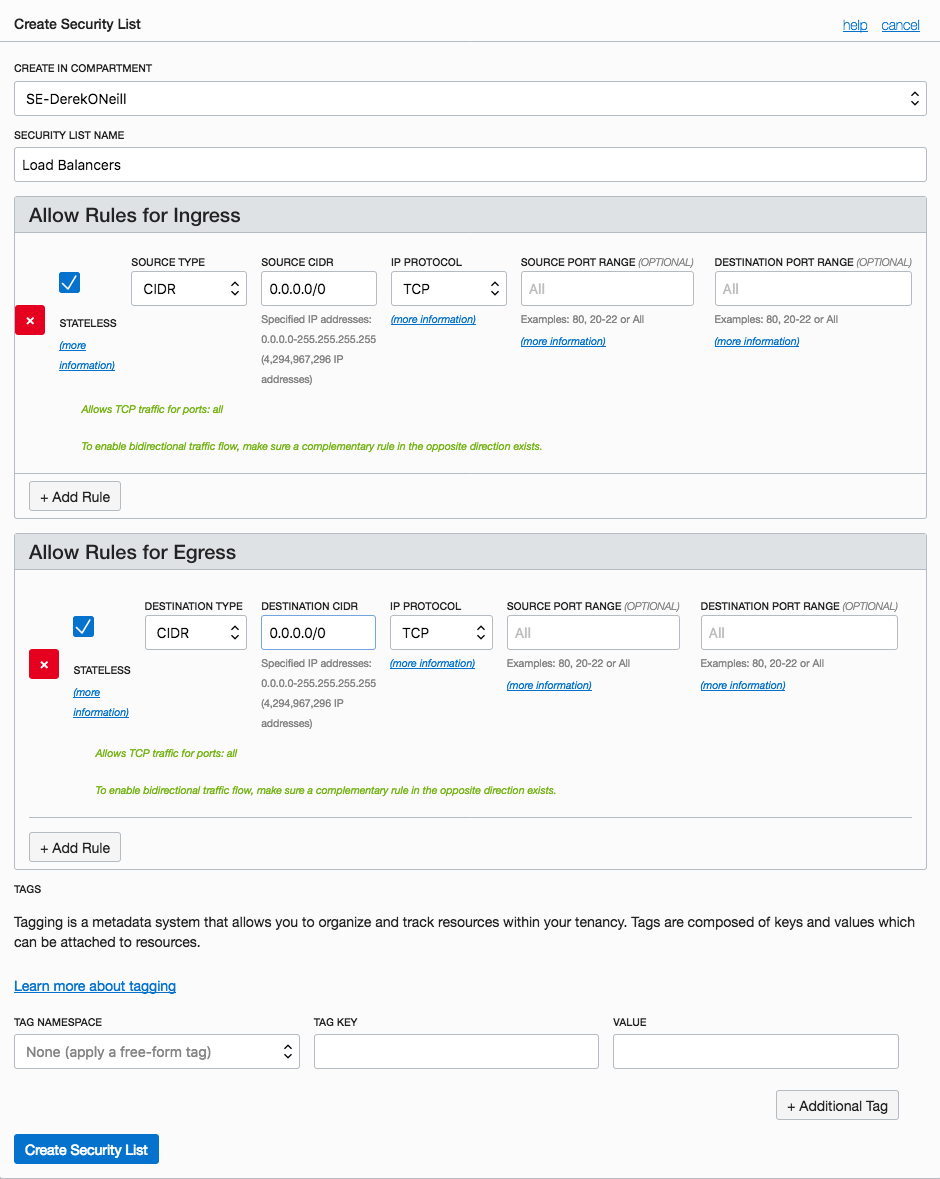 Create Security List
help cancel
CREATE IN COMPARTMENT
SE-DerekONeill
SECURITY LIST NAME
Load Balancers
Allow Rules for Ingress
SOURCE TYPE SOURCE CIDR IP PROTOCOL SOURCE PORT RANGE (OPTIONAL) DESTINATION PORT RANGE (OPTIONAL)
CIDR 0.0.0.0/0 TCP All All
STATELESS Specified IP addresses: (more information) Examples: 80, 20-22 or All Examples: 80, 20-22 or All
(more 0.0.0.0-255.255.255.255 (more information) (more information)
information) (4,294,967,296 IP
addresses)
Allows TCP traffic for ports: all
To enable bidirectional traffic flow, make sure a complementary rule in the opposite direction exists.
+ Add Rule
Allow Rules for Egress
DESTINATION TYPE DESTINATION CIDR IP PROTOCOL SOURCE PORT RANGE (OPTIONAL) DESTINATION PORT RANGE (OPTIONAL)
CIDR 0.0.0.0/0 TCP All All
STATELESS Specified IP addresses: (more information) Examples: 80, 20-22 or All Examples: 80, 20-22 or All
(more 0.0.0.0-255.255.255.255 (more information) (more information)
information) (4,294,967,296 IP
addresses)
Allows TCP traffic for ports: all
To enable bidirectional traffic flow, make sure a complementary rule in the opposite direction exists.
+ Add Rule
TAGS
Tagging is a metadata system that allows you to organize and track resources within your tenancy. Tags are composed of keys and values which
can be attached to resources.
Learn more about tagging
TAG NAMESPACE TAG KEY VALUE
None (apply a free-form tag)
+ Additional Tag
Create Security List